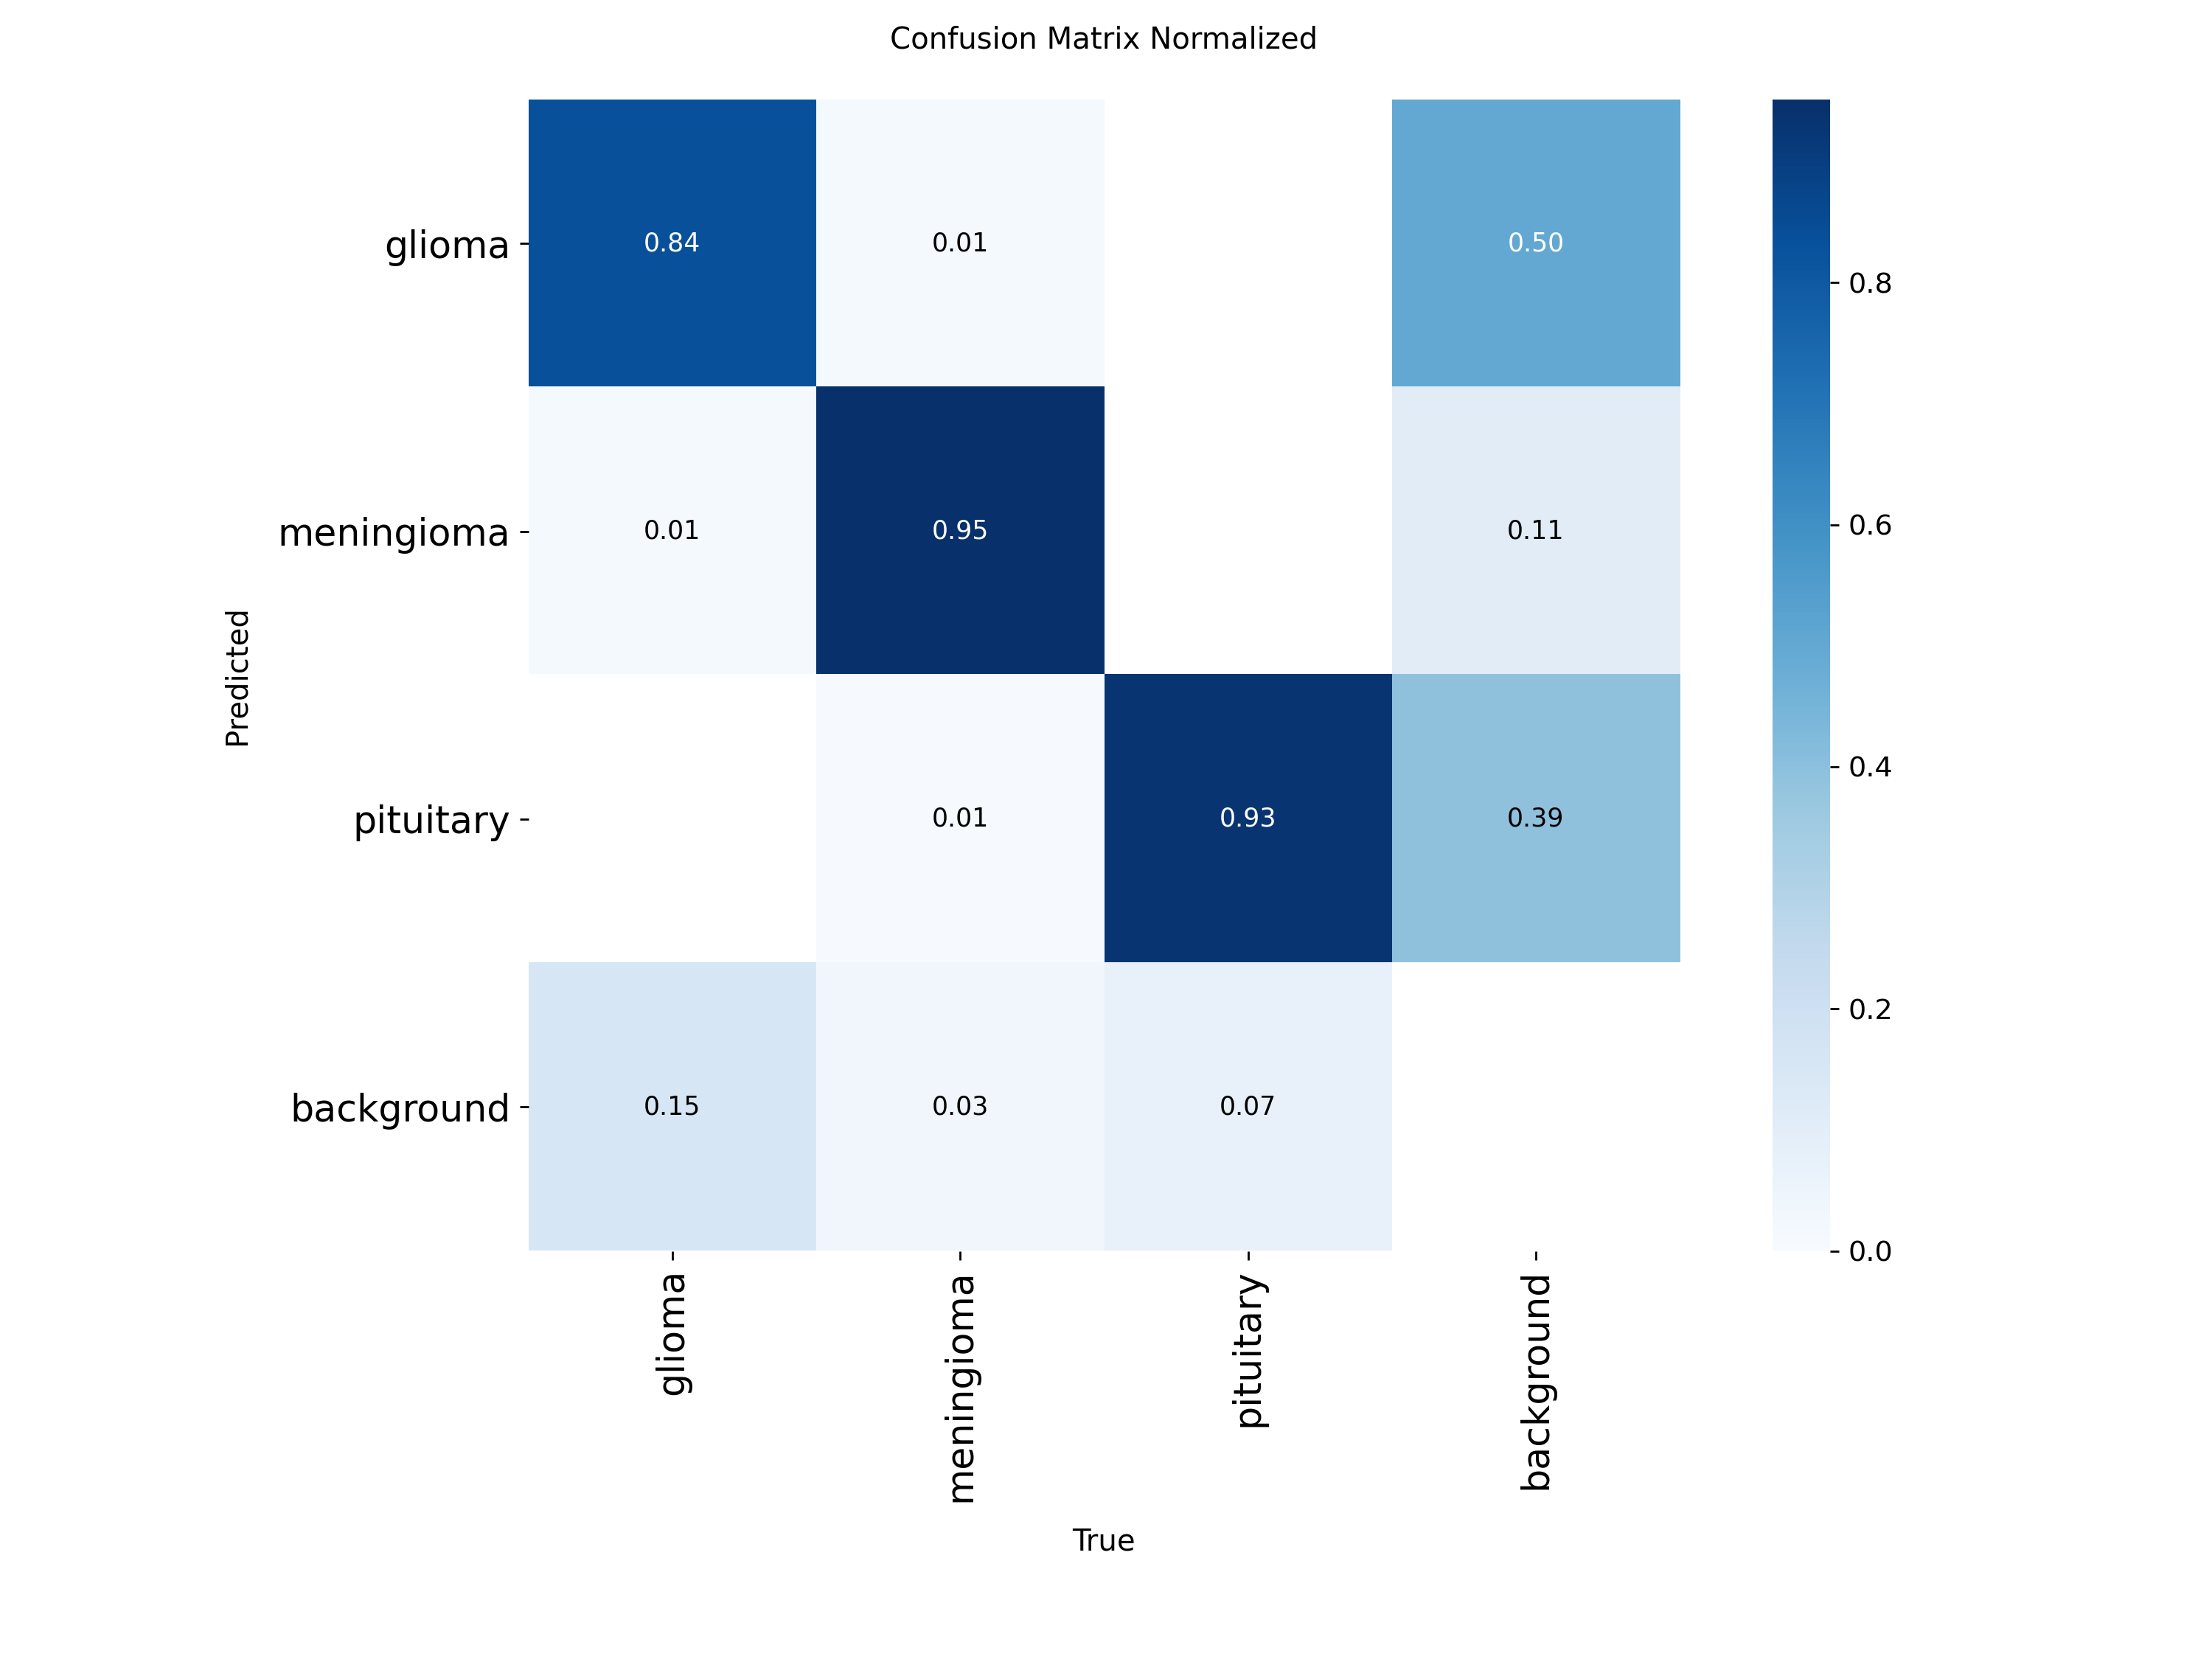 Confusion Matrix Normalized
glioma
0.84
0.01
0.50
0.8
meningioma
0.01
0.95
0.11
0.6
Predicted
pituitary
0.01
0.93
0.39
0.4
background
0.15
0.03
0.07
0.2
0.0
glioma
meningioma
pituitary
background
True